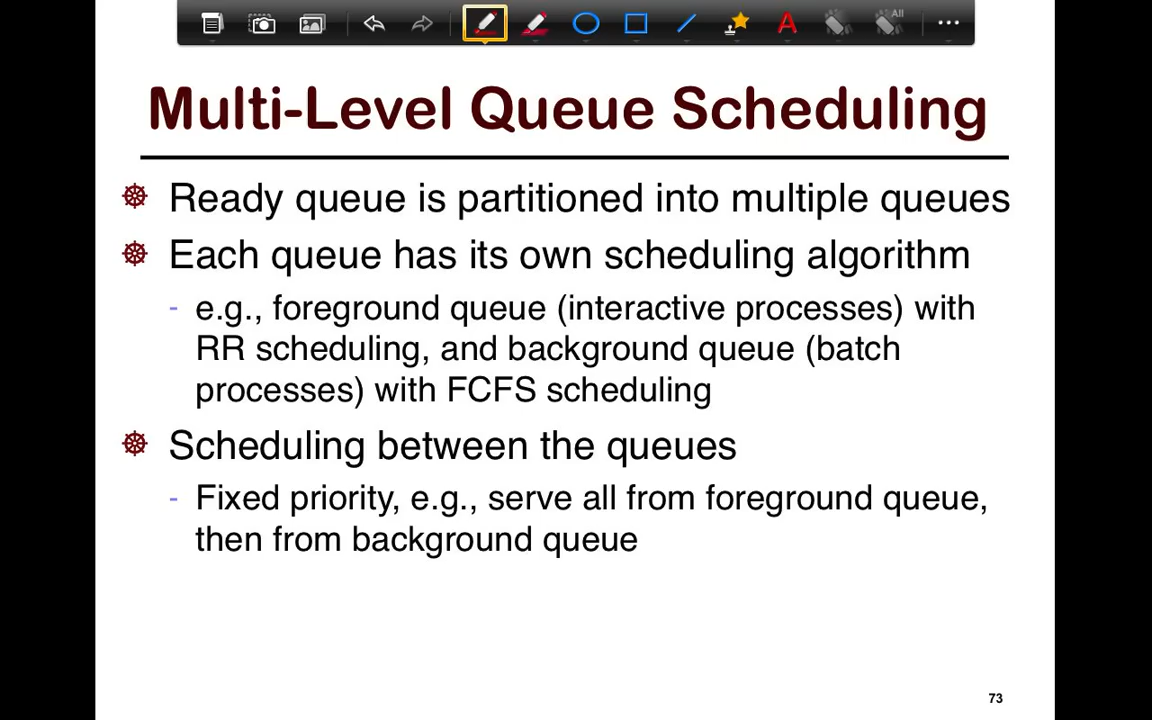 A
All
Multi-Level Queue Scheduling
Ready queue is partitioned into multiple queues
Each queue has its own scheduling algorithm
- e.g., foreground queue (interactive processes) with
RR scheduling, and background queue (batch
processes) with FCFS scheduling
Scheduling between the queues
- Fixed priority, e.g., serve all from foreground queue,
then from background queue
73